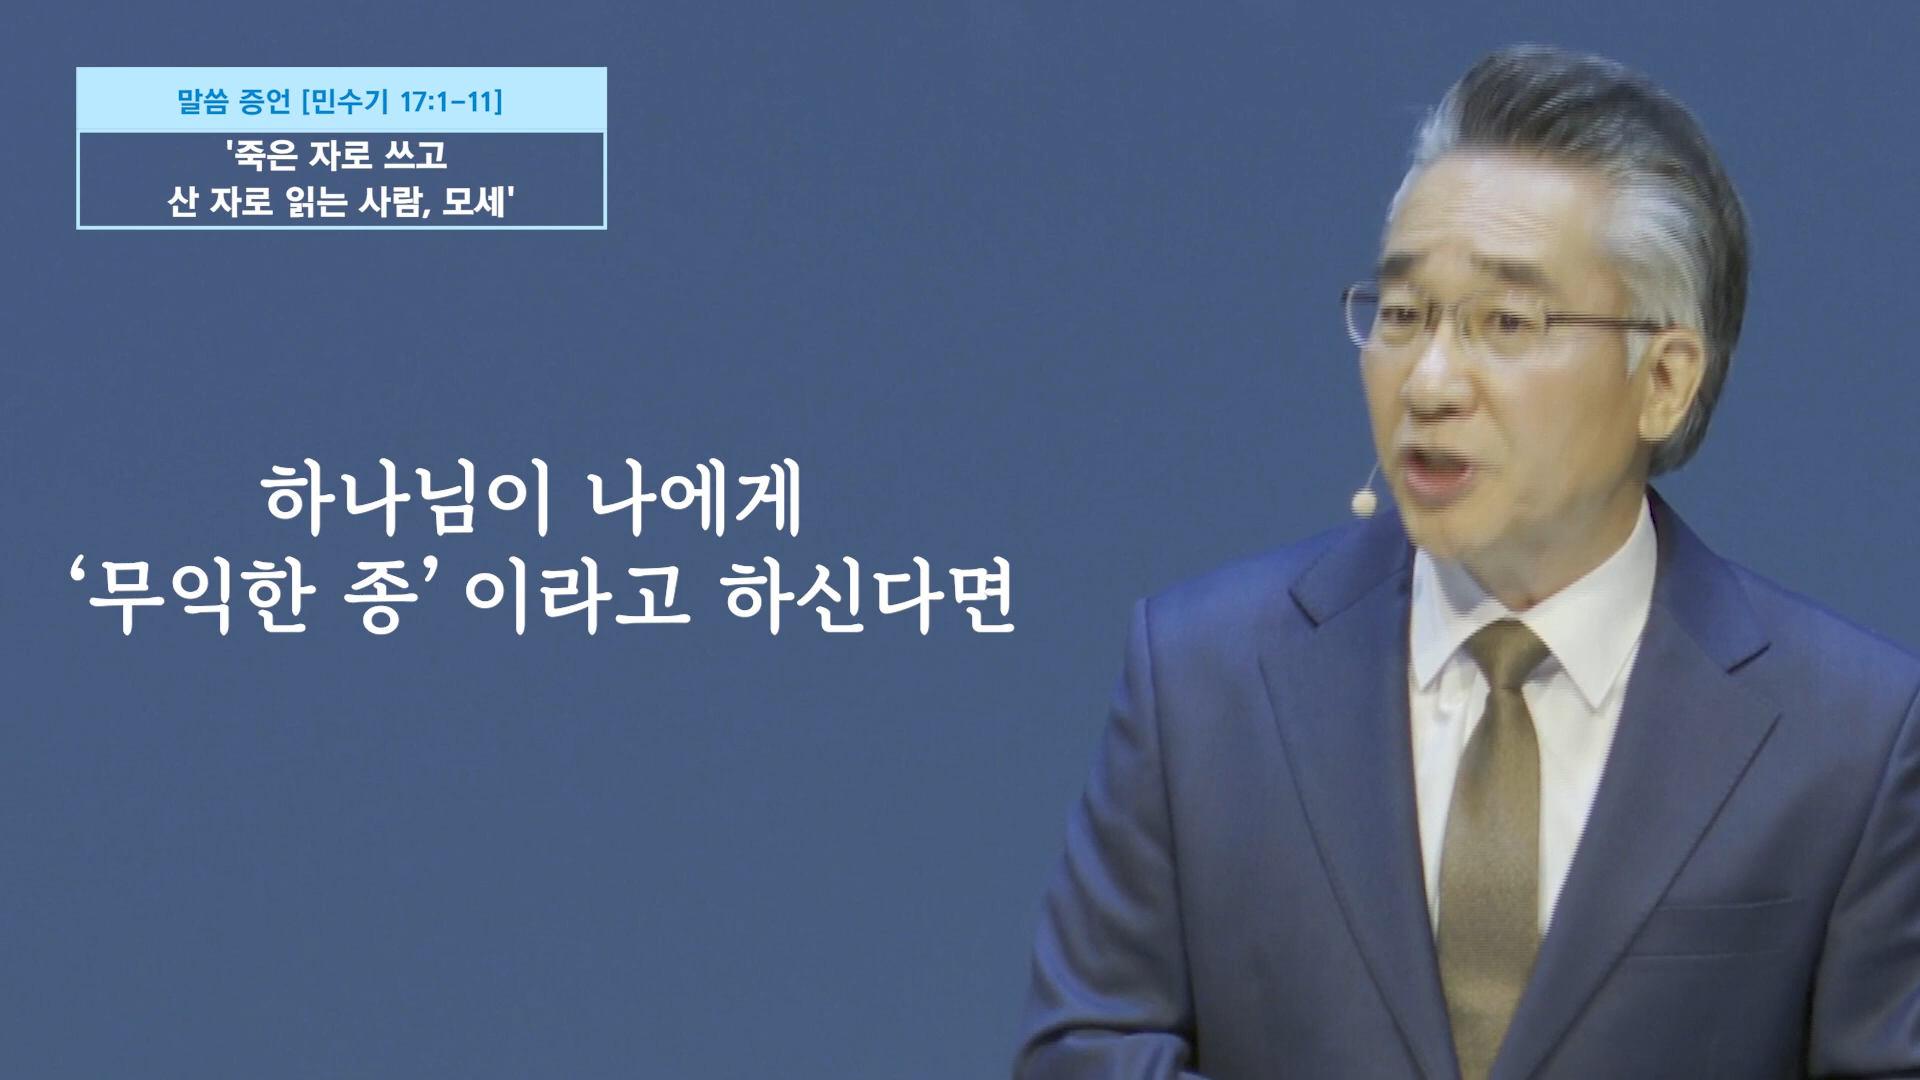 말씀 증언 [민수기 17:1-11]
'죽은 자로 쓰고
산 자로 읽는 사람, 모세'
하나님이 나에게
‘무익한 종’ 이라고 하신다면